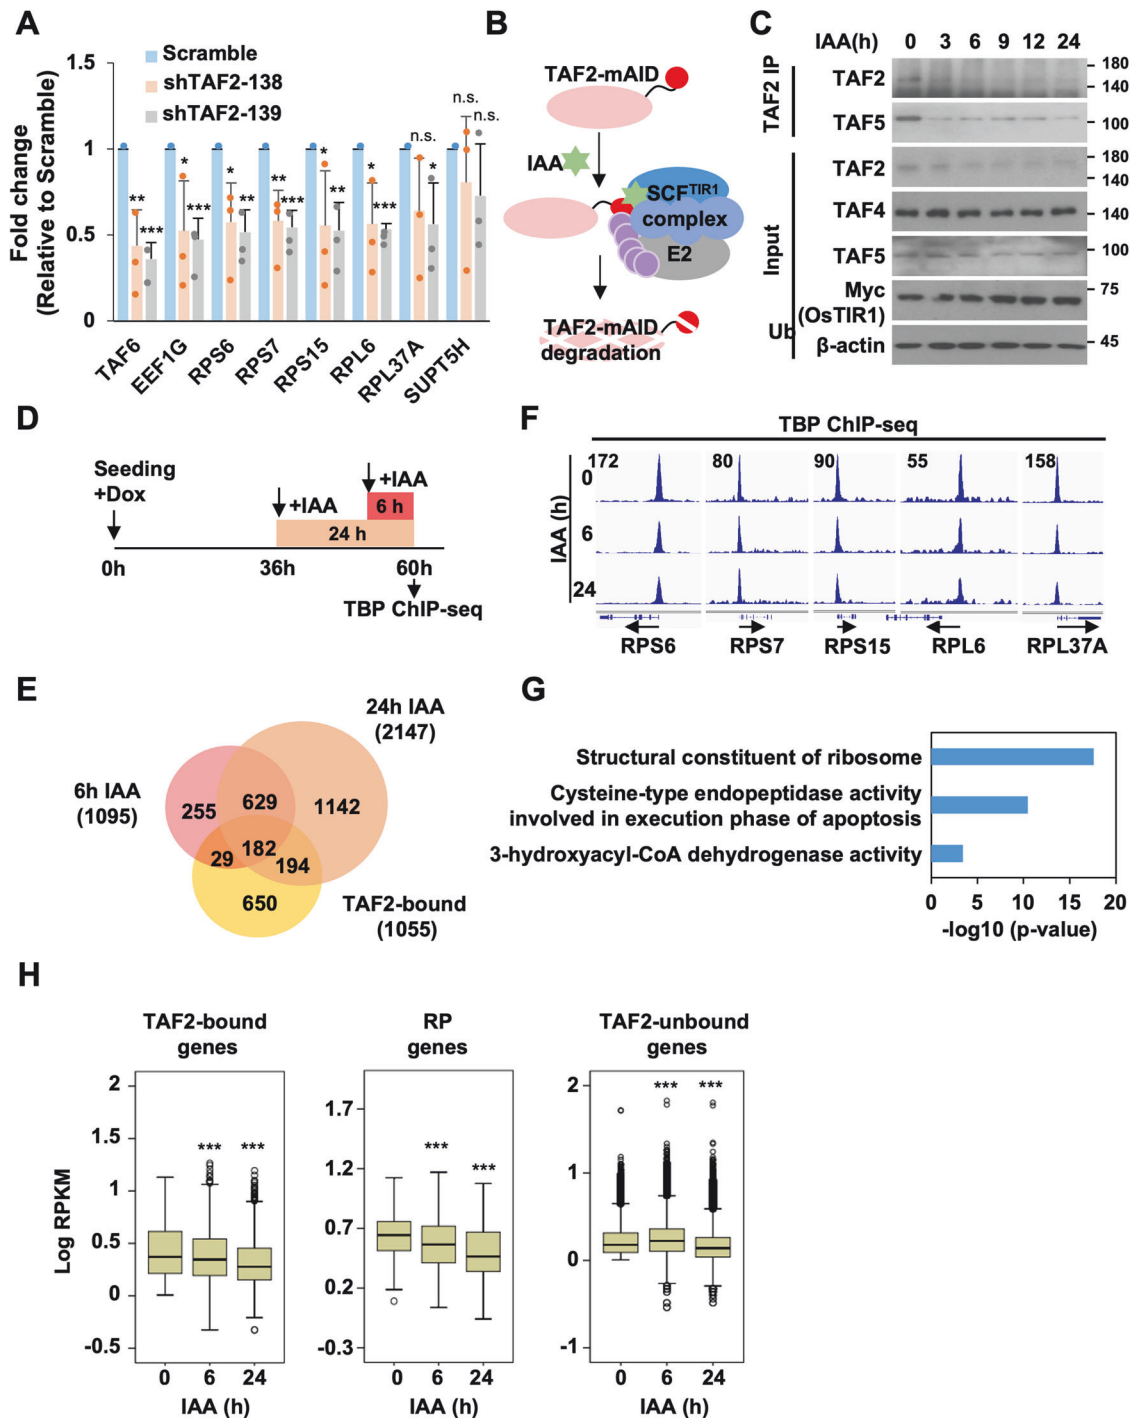 A
Scramble
shTAF2-138
shTAF2-139
Fold change
(Relative to Scramble)
1.5
1
0.5
0
** ***
* ***
* **
** ***
* **
* ***
n.s. *
n.s. n.s.
TAF6
EEF1G
RPS6
RPS7
RPS15
RPL6
RPL37A
SUPT5H
B
TAF2-mAID
IAA
SCFTIR1
complex
E2
TAF2-mAID
degradation
Ub
C
IAA(h) 0 3 6 9 12 24
TAF2 IP
TAF2
180
140
TAF5
100
Input
TAF2
180
140
TAF4
140
TAF5
100
Myc
(OsTIR1)
75
β-actin
45
D
Seeding
+Dox
+IAA
+IAA
6 h
24 h
0h
36h
60h
TBP ChIP-seq
F
TBP ChIP-seq
IAA (h)
0
6
24
172
80
90
55
158
RPS6
RPS7
RPS15
RPL6
RPL37A
E
24h IAA
(2147)
6h IAA
(1095)
255
629
1142
182
29
194
650
TAF2-bound
(1055)
G
Structural constituent of ribosome
Cysteine-type endopeptidase activity
involved in execution phase of apoptosis
3-hydroxyacyl-CoA dehydrogenase activity
0 5 10 15 20
-log10 (p-value)
H
TAF2-bound
genes
Log RPKM
2
1.5
1
0.5
0
-0.5
*** ***
0 6 24
IAA (h)
RP
genes
1.7
1.2
0.7
0.2
-0.3
*** ***
0 6 24
IAA (h)
TAF2-unbound
genes
2
1
0
-1
*** ***
0 6 24
IAA (h)